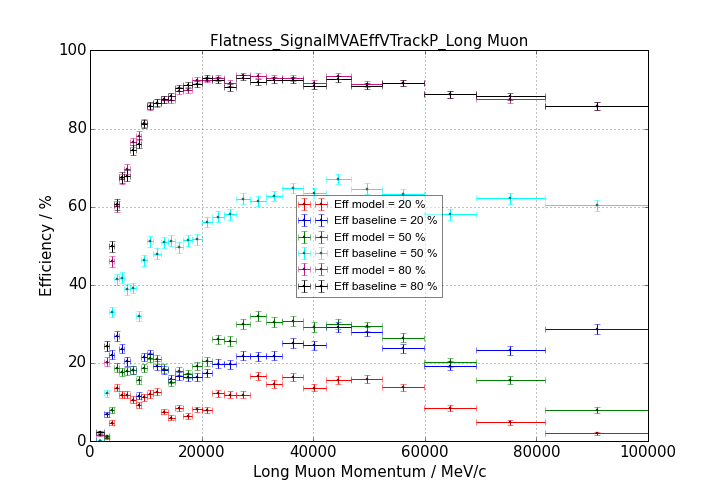 Flatness_SignalMVAEffVTrackP_Long Muon
100
80
60
40
20
0
Efficiency / %
Eff model = 20 %
Eff baseline = 20 %
Eff model = 50 %
Eff baseline = 50 %
Eff model = 80 %
Eff baseline = 80 %
0 20000 40000 60000 80000 100000
Long Muon Momentum / MeV/c